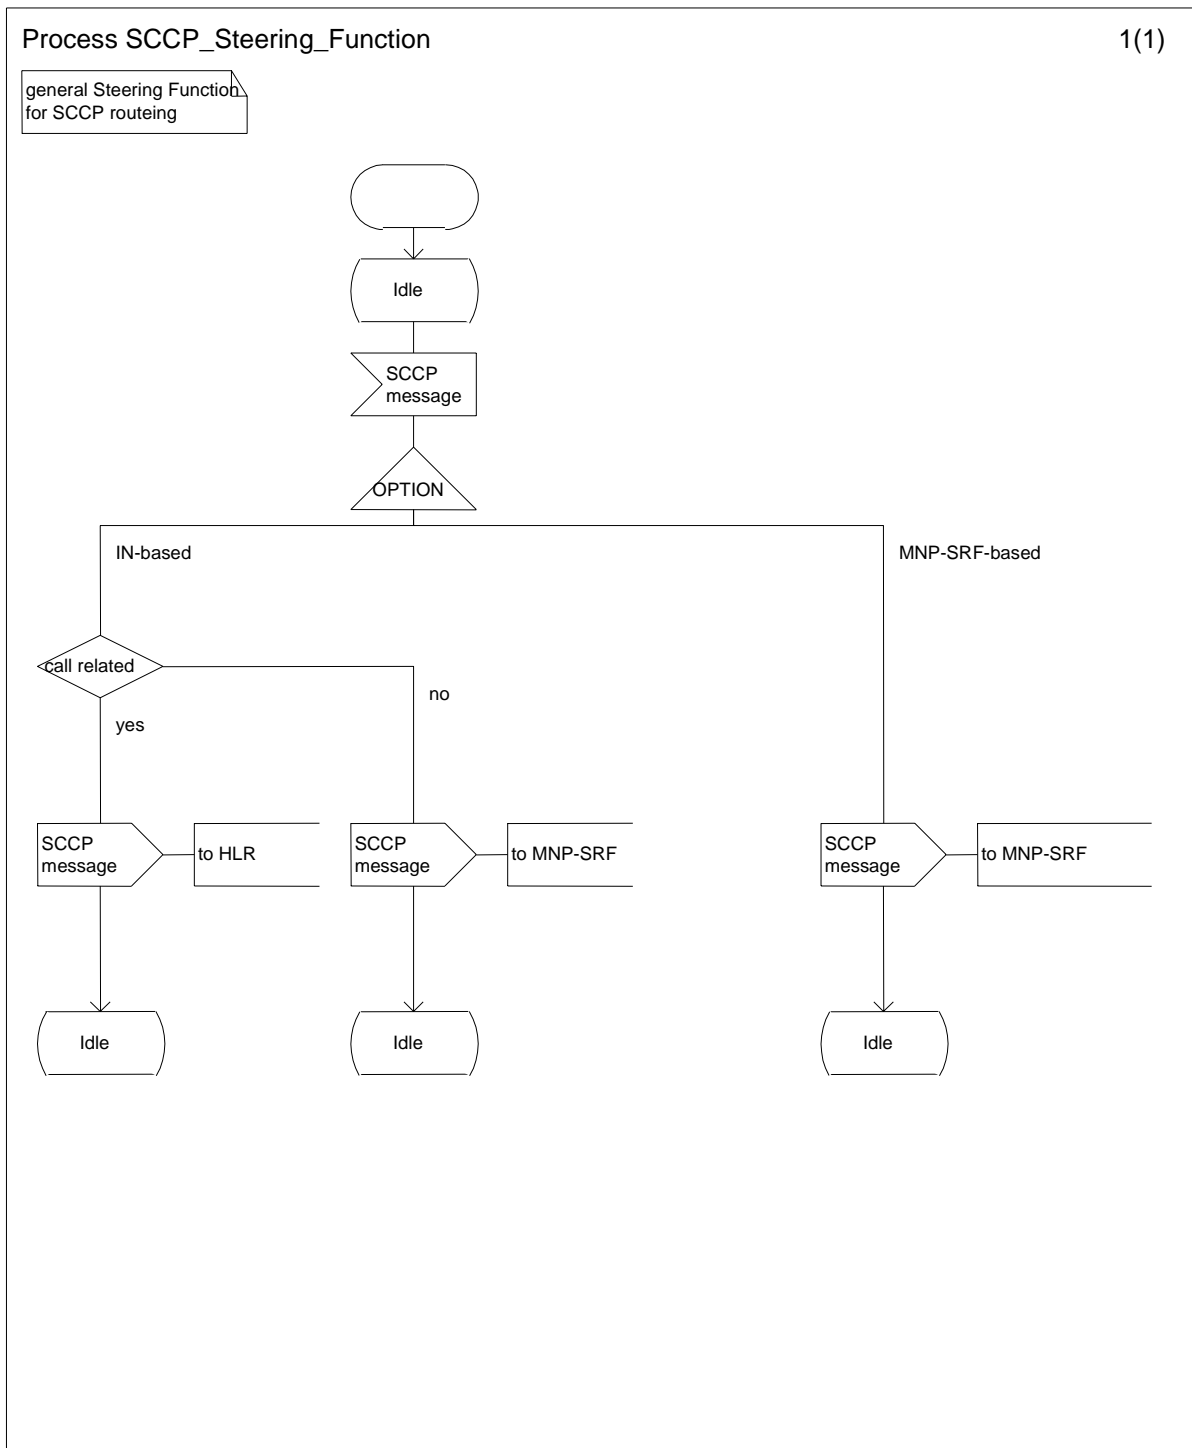 Process SCCP_Steering_Function
1(1)
general Steering Function
for SCCP routeing
Idle
SCCP
message
OPTION
IN-based
MNP-SRF-based
call related
no
yes
SCCP
message
to HLR
SCCP
message
to MNP-SRF
SCCP
message
to MNP-SRF
Idle
Idle
Idle